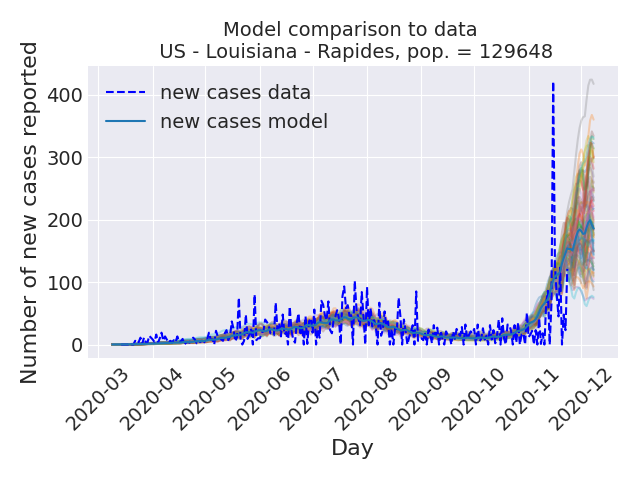 Model comparison to data
US - Louisiana - Rapides, pop. = 129648
new cases data
new cases model
Number of new cases reported
400
300
200
100
0
2020-03
2020-04
2020-05
2020-06
2020-07
2020-08
2020-09
2020-10
2020-11
2020-12
Day